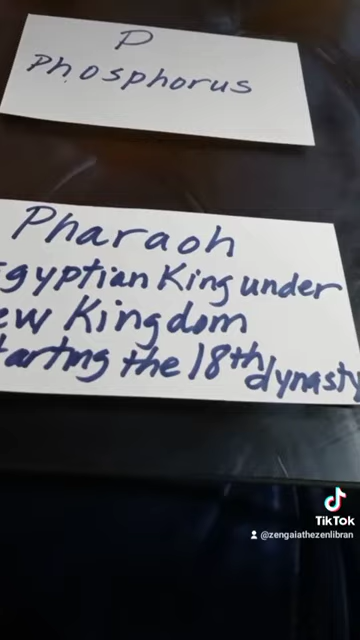 P
Phosphorus
Pharaoh
gyptian King under
ew Kingdom
tarting the 18th dynasty
TikTok
@zengaiathezenlibran